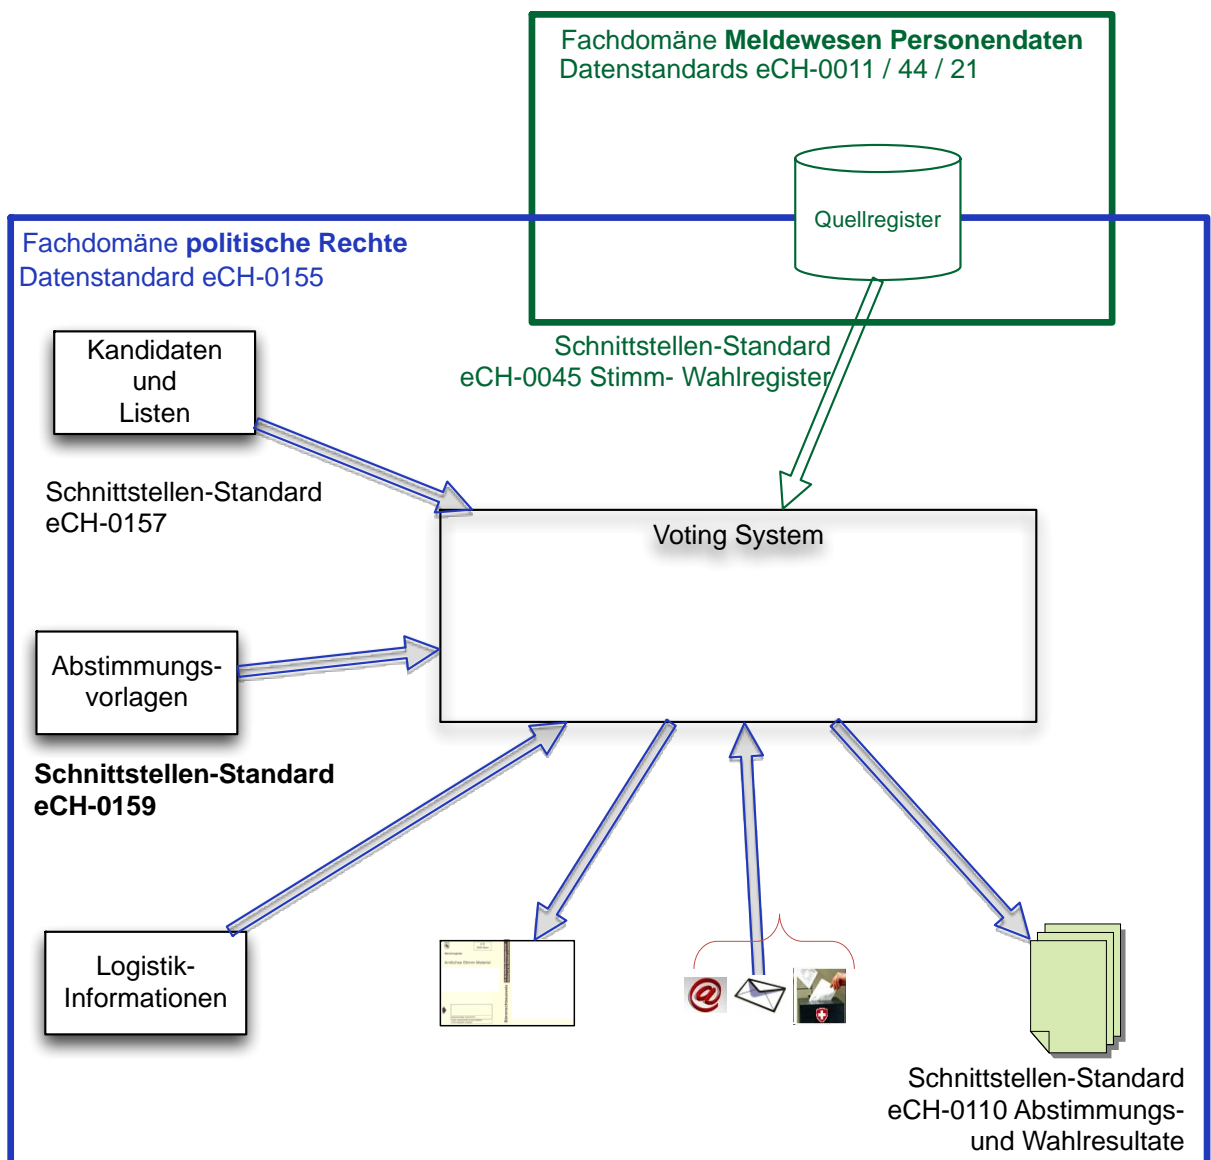 Fachdomäne Meldewesen Personendaten
Datenstandards eCH-0011 / 44 / 21
Quellregister
Fachdomäne politische Rechte
Datenstandard eCH-0155
Kandidaten
und
Listen
Schnittstellen-Standard
eCH-0045 Stimm- Wahlregister
Schnittstellen-Standard
eCH-0157
Voting System
Abstimmungs-
vorlagen
Schnittstellen-Standard
eCH-0159
Logistik-
Informationen
@
Schnittstellen-Standard
eCH-0110 Abstimmungs-
und Wahlresultate